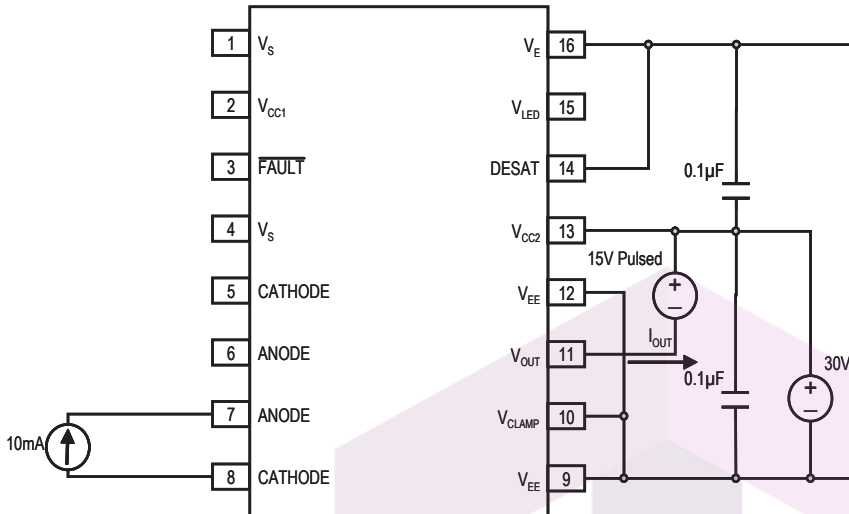 1 V_S
V_E 16
2 V_CC1
V_LED 15
3 FAULT
DESAT 14
0.1µF
4 V_S
V_CC2 13
15V Pulsed
5 CATHODE
V_EE 12
+
−
6 ANODE
V_OUT 11
I_OUT
0.1µF
30V
+
−
7 ANODE
V_CLAMP 10
10mA
8 CATHODE
V_EE 9